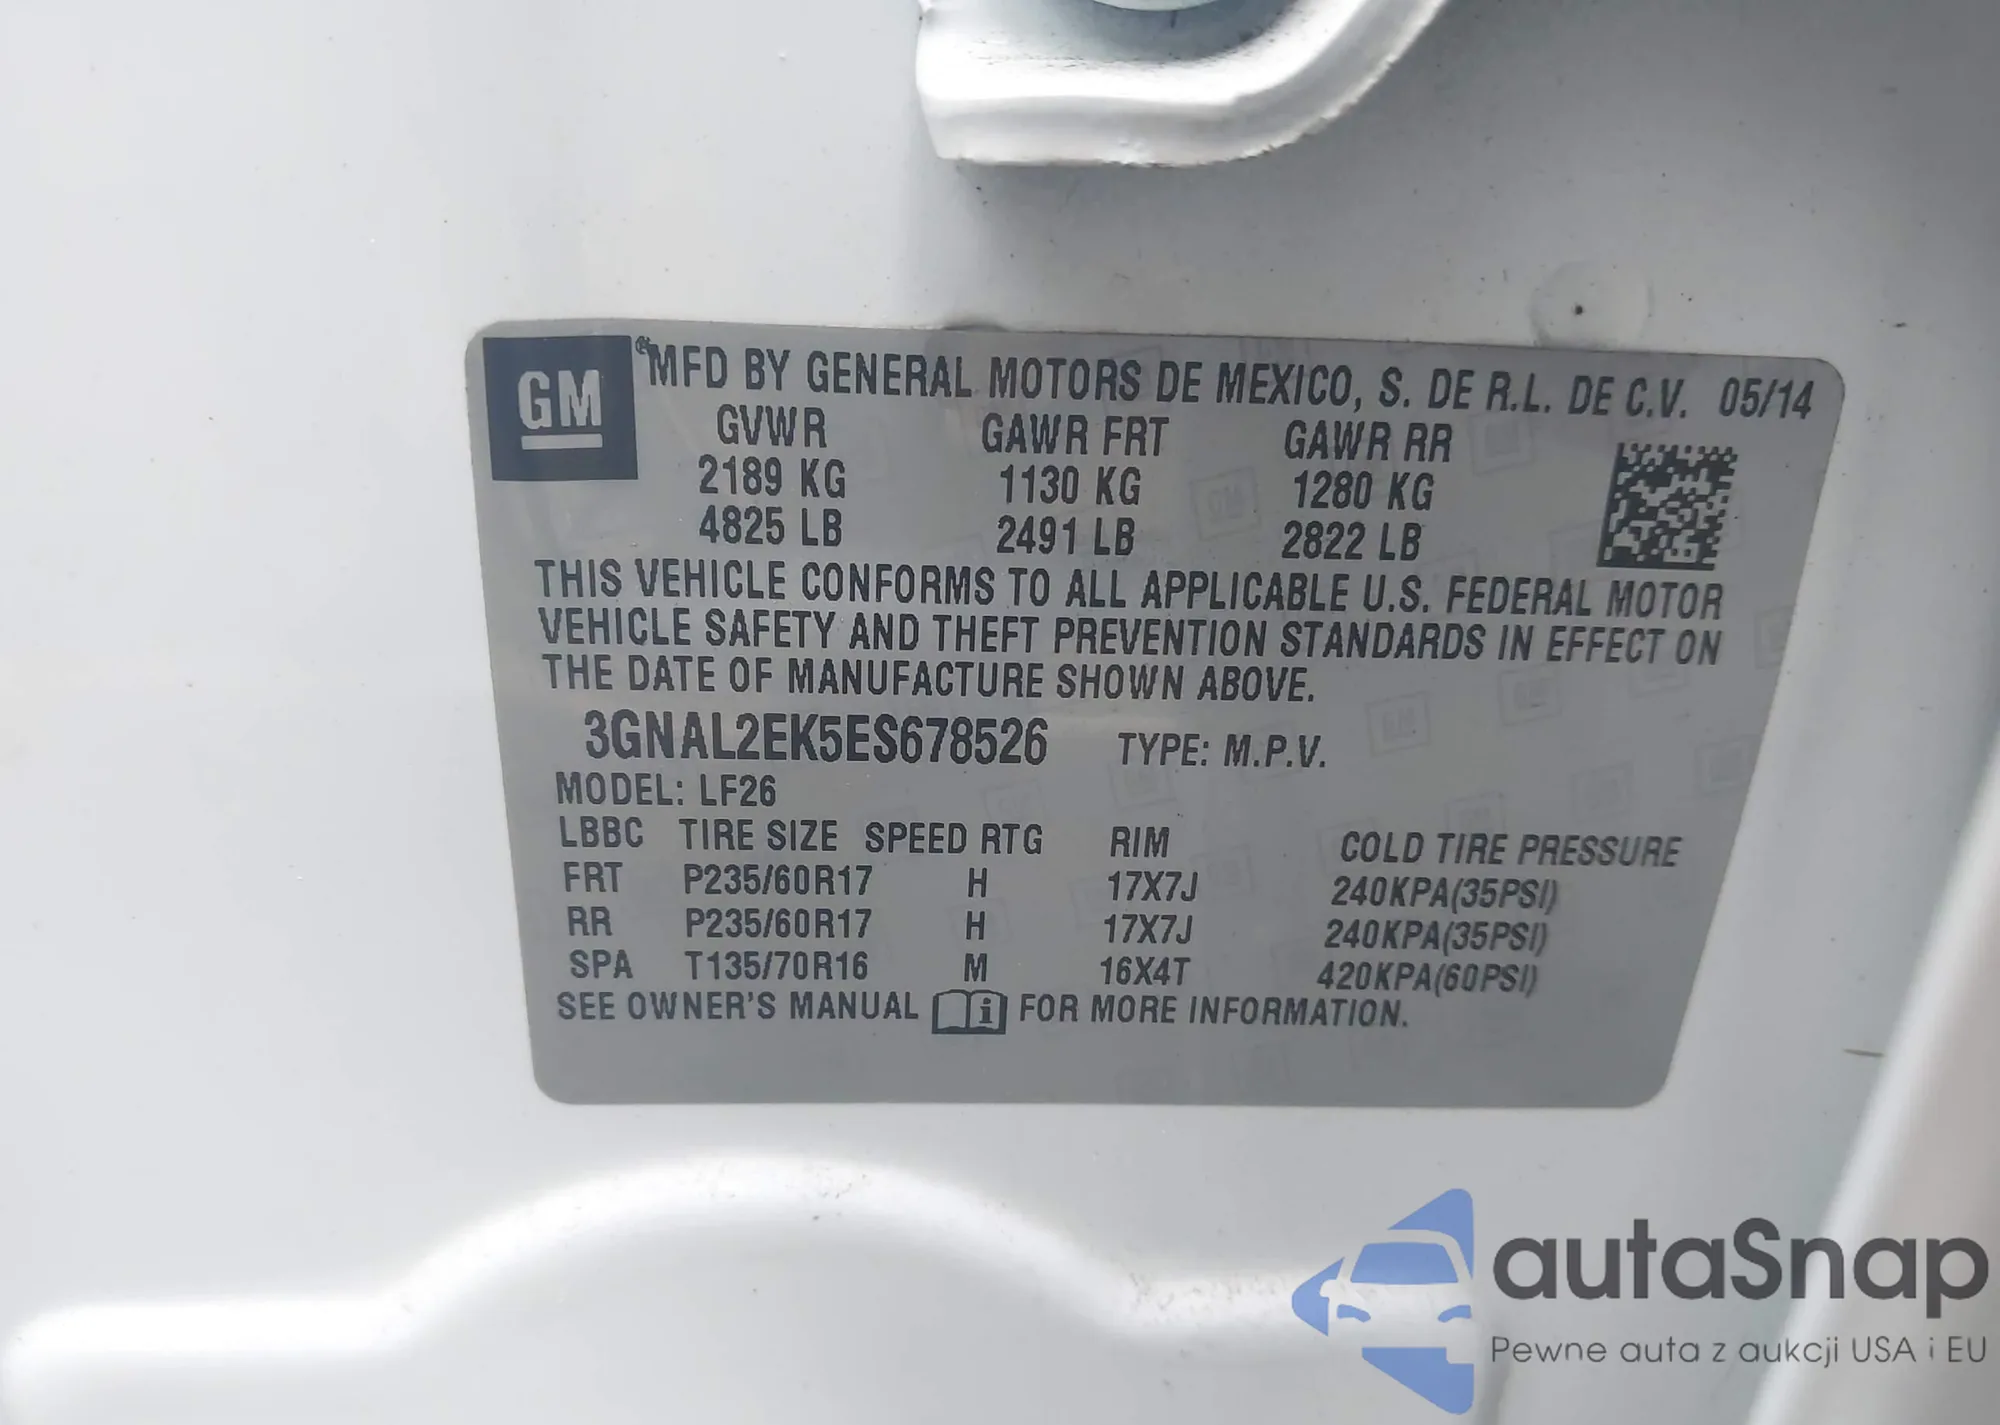 GM
MFD BY GENERAL MOTORS DE MEXICO, S. DE R.L. DE C.V. 05/14
GVWR GAWR FRT GAWR RR
2189 KG 1130 KG 1280 KG
4825 LB 2491 LB 2822 LB
THIS VEHICLE CONFORMS TO ALL APPLICABLE U.S. FEDERAL MOTOR
VEHICLE SAFETY AND THEFT PREVENTION STANDARDS IN EFFECT ON
THE DATE OF MANUFACTURE SHOWN ABOVE.
3GNAL2EK5ES678526 TYPE: M.P.V.
MODEL: LF26
LBBC TIRE SIZE SPEED RTG RIM COLD TIRE PRESSURE
FRT P235/60R17 H 17X7J 240KPA(35PSI)
RR P235/60R17 H 17X7J 240KPA(35PSI)
SPA T135/70R16 M 16X4T 420KPA(60PSI)
SEE OWNER'S MANUAL i FOR MORE INFORMATION.
autaSnap
Pewne auta z aukcji USA i EU